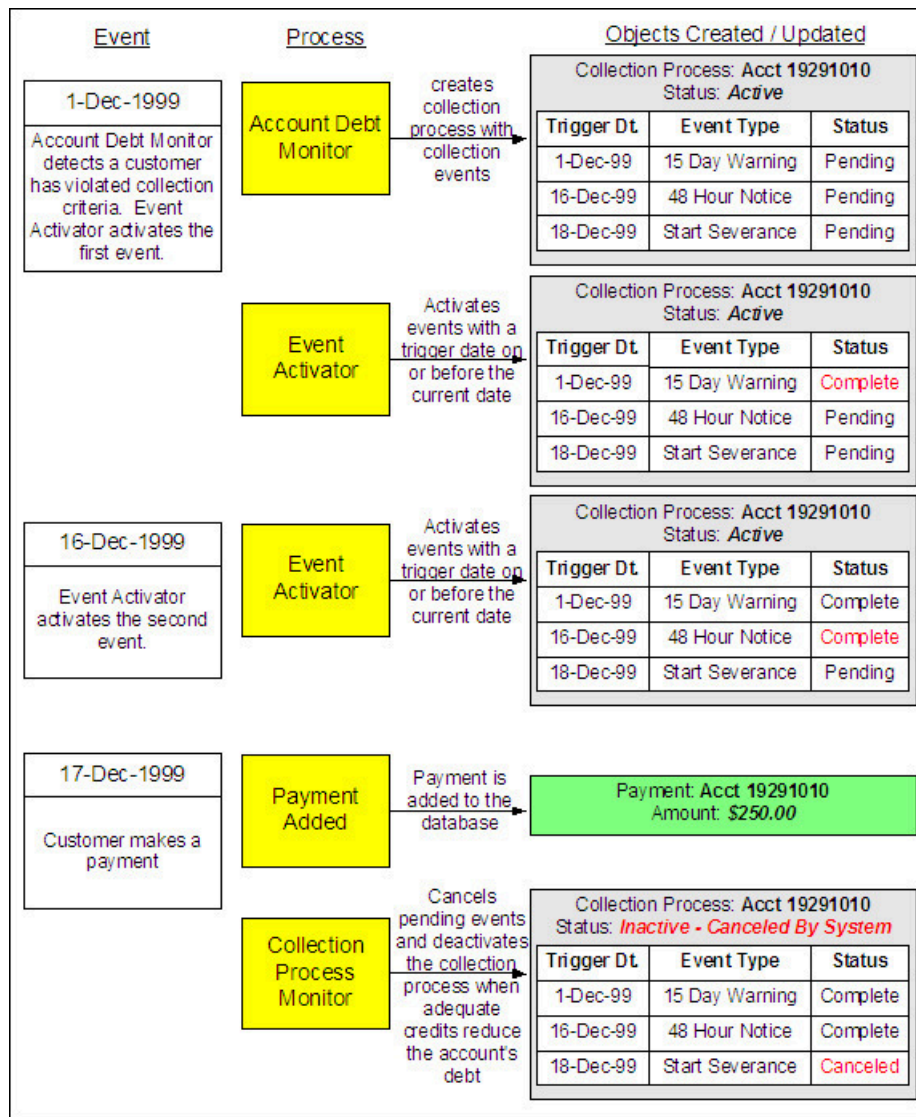 Event
Process
Objects Created / Updated
1-Dec-1999
Account Debt Monitor
detects a customer
has violated collection
criteria. Event
Activator activates the
first event.
Account Debt
Monitor
creates
collection
process with
collection
events
Collection Process: Acct 19291010
Status: Active
Trigger Dt. Event Type Status
1-Dec-99 15 Day Warning Pending
16-Dec-99 48 Hour Notice Pending
18-Dec-99 Start Severance Pending
Event
Activator
Activates
events with a
trigger date on
or before the
current date
Collection Process: Acct 19291010
Status: Active
Trigger Dt. Event Type Status
1-Dec-99 15 Day Warning Complete
16-Dec-99 48 Hour Notice Pending
18-Dec-99 Start Severance Pending
16-Dec-1999
Event Activator
activates the second
event.
Event
Activator
Activates
events with a
trigger date on
or before the
current date
Collection Process: Acct 19291010
Status: Active
Trigger Dt. Event Type Status
1-Dec-99 15 Day Warning Complete
16-Dec-99 48 Hour Notice Complete
18-Dec-99 Start Severance Pending
17-Dec-1999
Customer makes a
payment
Payment
Added
Payment is
added to the
database
Payment: Acct 19291010
Amount: $250.00
Collection
Process
Monitor
Cancels
pending events
and deactivates
the collection
process when
adequate
credits reduce
the account's
debt
Collection Process: Acct 19291010
Status: Inactive - Canceled By System
Trigger Dt. Event Type Status
1-Dec-99 15 Day Warning Complete
16-Dec-99 48 Hour Notice Complete
18-Dec-99 Start Severance Canceled